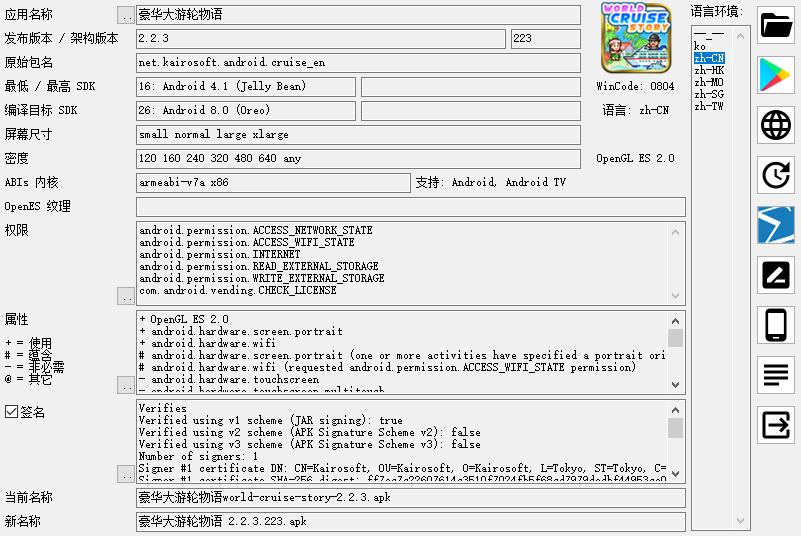 应用名称
..
豪华大游轮物语
发布版本 / 架构版本
2.2.3
223
原始包名
net.kairosoft.android.cruise_en
最低 / 最高 SDK
16: Android 4.1 (Jelly Bean)
编译目标 SDK
26: Android 8.0 (Oreo)
屏幕尺寸
small normal large xlarge
密度
120 160 240 320 480 640 any
ABIs 内核
armeabi-v7a x86
支持: Android, Android TV
OpenES 纹理
权限
android.permission.ACCESS_NETWORK_STATE
android.permission.ACCESS_WIFI_STATE
android.permission.INTERNET
android.permission.READ_EXTERNAL_STORAGE
android.permission.WRITE_EXTERNAL_STORAGE
com.android.vending.CHECK_LICENSE
..
属性
+ = 使用
# = 蕴含
- = 非必需
@ = 其它
+ OpenGL ES 2.0
+ android.hardware.screen.portrait
+ android.hardware.wifi
# android.hardware.screen.portrait (one or more activities have specified a portrait ori
# android.hardware.wifi (requested android.permission.ACCESS_WIFI_STATE permission)
- android.hardware.touchscreen
- android.hardware.touchscreen.multitouch
..
签名
Verifies
Verified using v1 scheme (JAR signing): true
Verified using v2 scheme (APK Signature Scheme v2): false
Verified using v3 scheme (APK Signature Scheme v3): false
Number of signers: 1
Signer #1 certificate DN: CN=Kairosoft, OU=Kairosoft, O=Kairosoft, L=Tokyo, ST=Tokyo, C=
Signer #1 certificate SHA-256 digest:
..
当前名称
豪华大游轮物语world-cruise-story-2.2.3.apk
新名称
豪华大游轮物语 2.2.3.223.apk
WORLD
CRUISE
STORY
WinCode: 0804
语言: zh-CN
OpenGL ES 2.0
语言环境:
--_--
ko
zh-CN
zh-HK
zh-MO
zh-SG
zh-TW